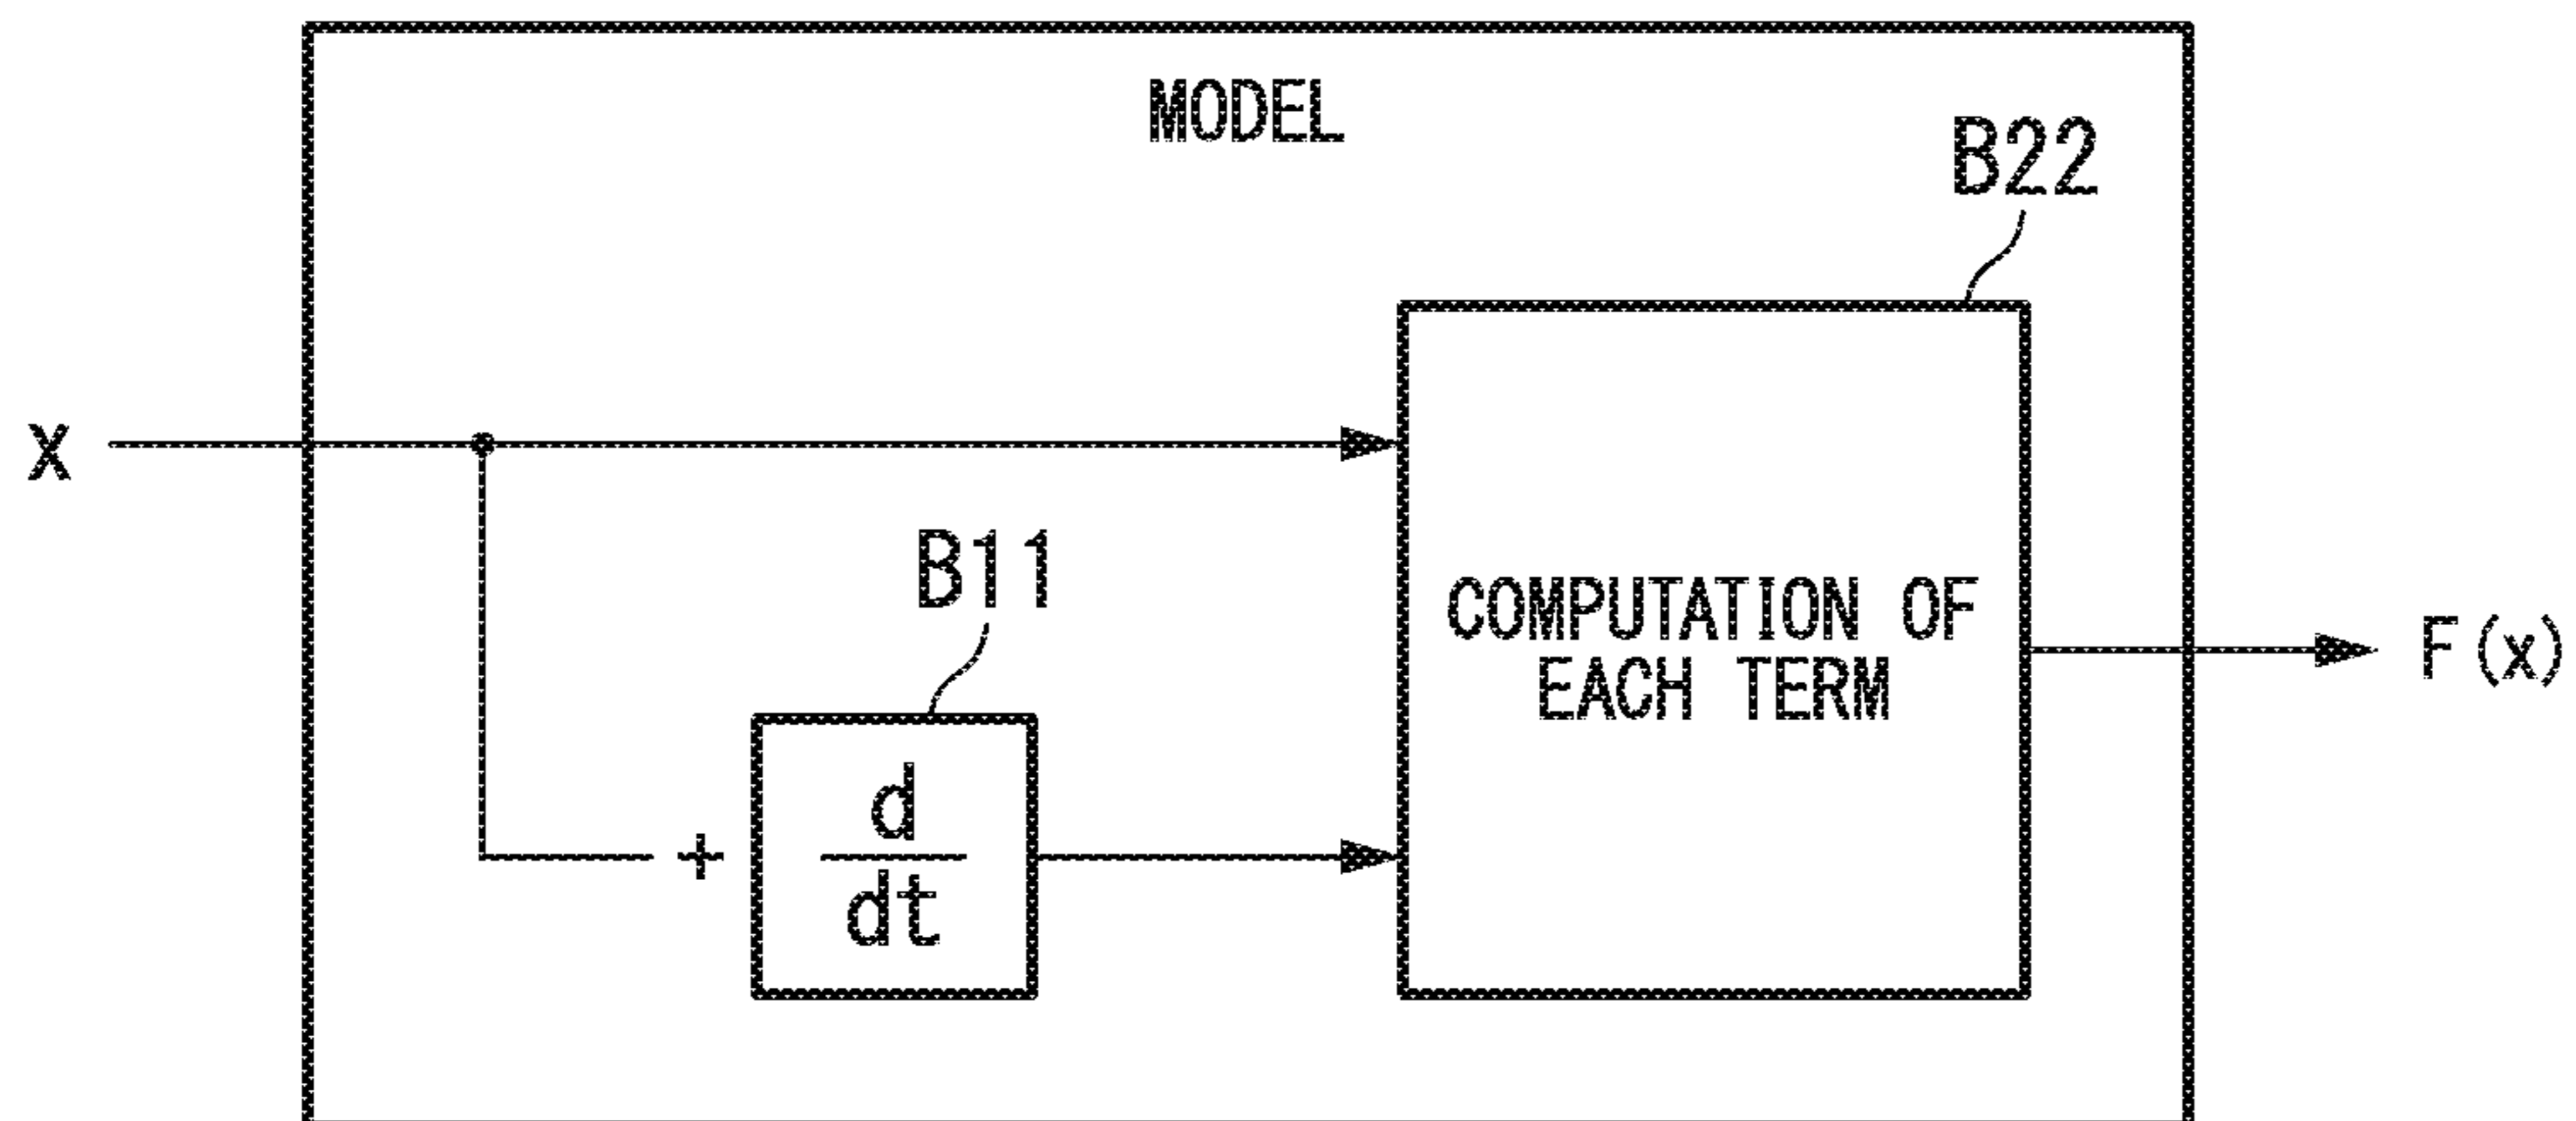 MODEL
B22
x
B11
COMPUTATION OF
EACH TERM
F(x)
+
d
dt